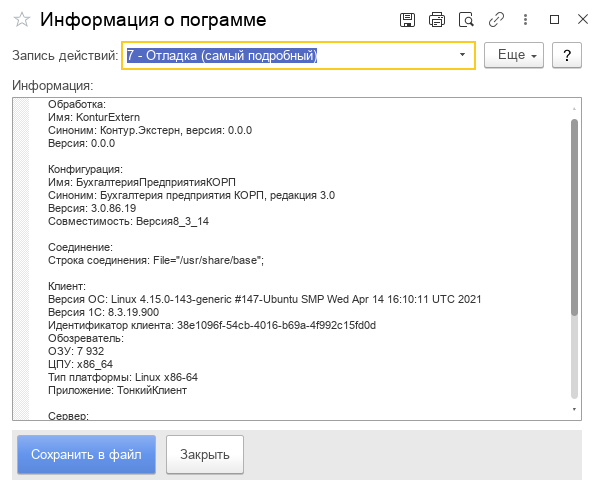 Информация о пограмме
Запись действий: 7 - Отладка (самый подробный) Еще ?
Информация:
Обработка:
Имя: KonturExtern
Синоним: Контур.Экстерн, версия: 0.0.0
Версия: 0.0.0
Конфигурация:
Имя: БухгалтерияПредприятияКОРП
Синоним: Бухгалтерия предприятия КОРП, редакция 3.0
Версия: 3.0.86.19
Совместимость: Версия8_3_14
Соединение:
Строка соединения: File="/usr/share/base";
Клиент:
Версия ОС: Linux 4.15.0-143-generic #147-Ubuntu SMP Wed Apr 14 16:10:11 UTC 2021
Версия 1С: 8.3.19.900
Идентификатор клиента: 38e1096f-54cb-4016-b69a-4f992c15fd0d
Обозреватель:
ОЗУ: 7 932
ЦПУ: x86_64
Тип платформы: Linux x86-64
Приложение: ТонкийКлиент
Сервер:
Сохранить в файл Закрыть